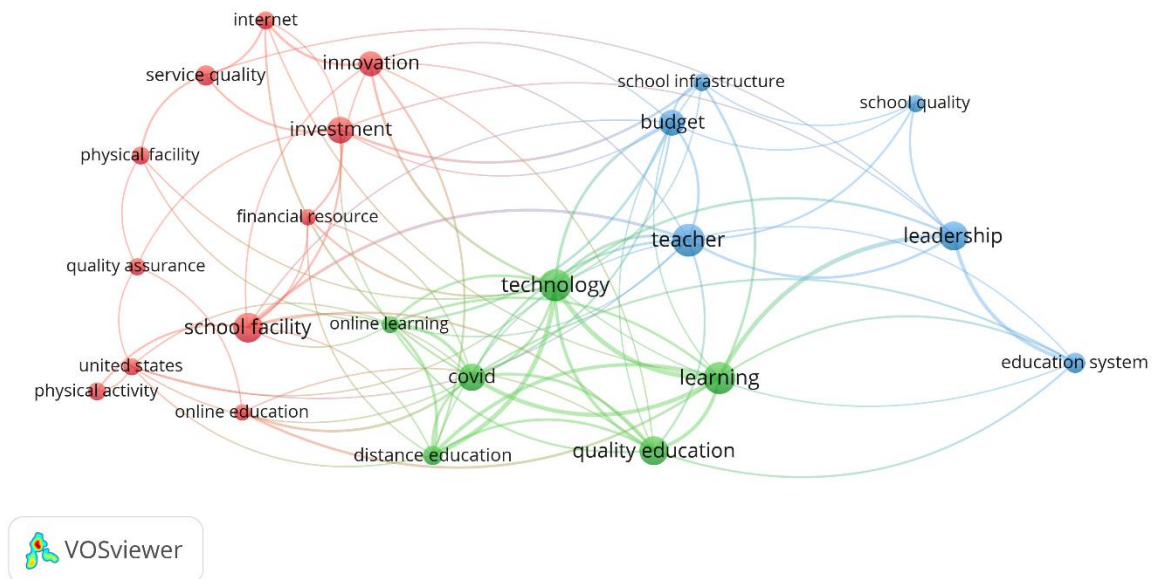 internet
innovation
service quality
school infrastructure
school quality
budget
investment
physical facility
financial resource
teacher
leadership
quality assurance
technology
school facility
online learning
united states
covid
learning
education system
physical activity
online education
distance education
quality education
VOSviewer